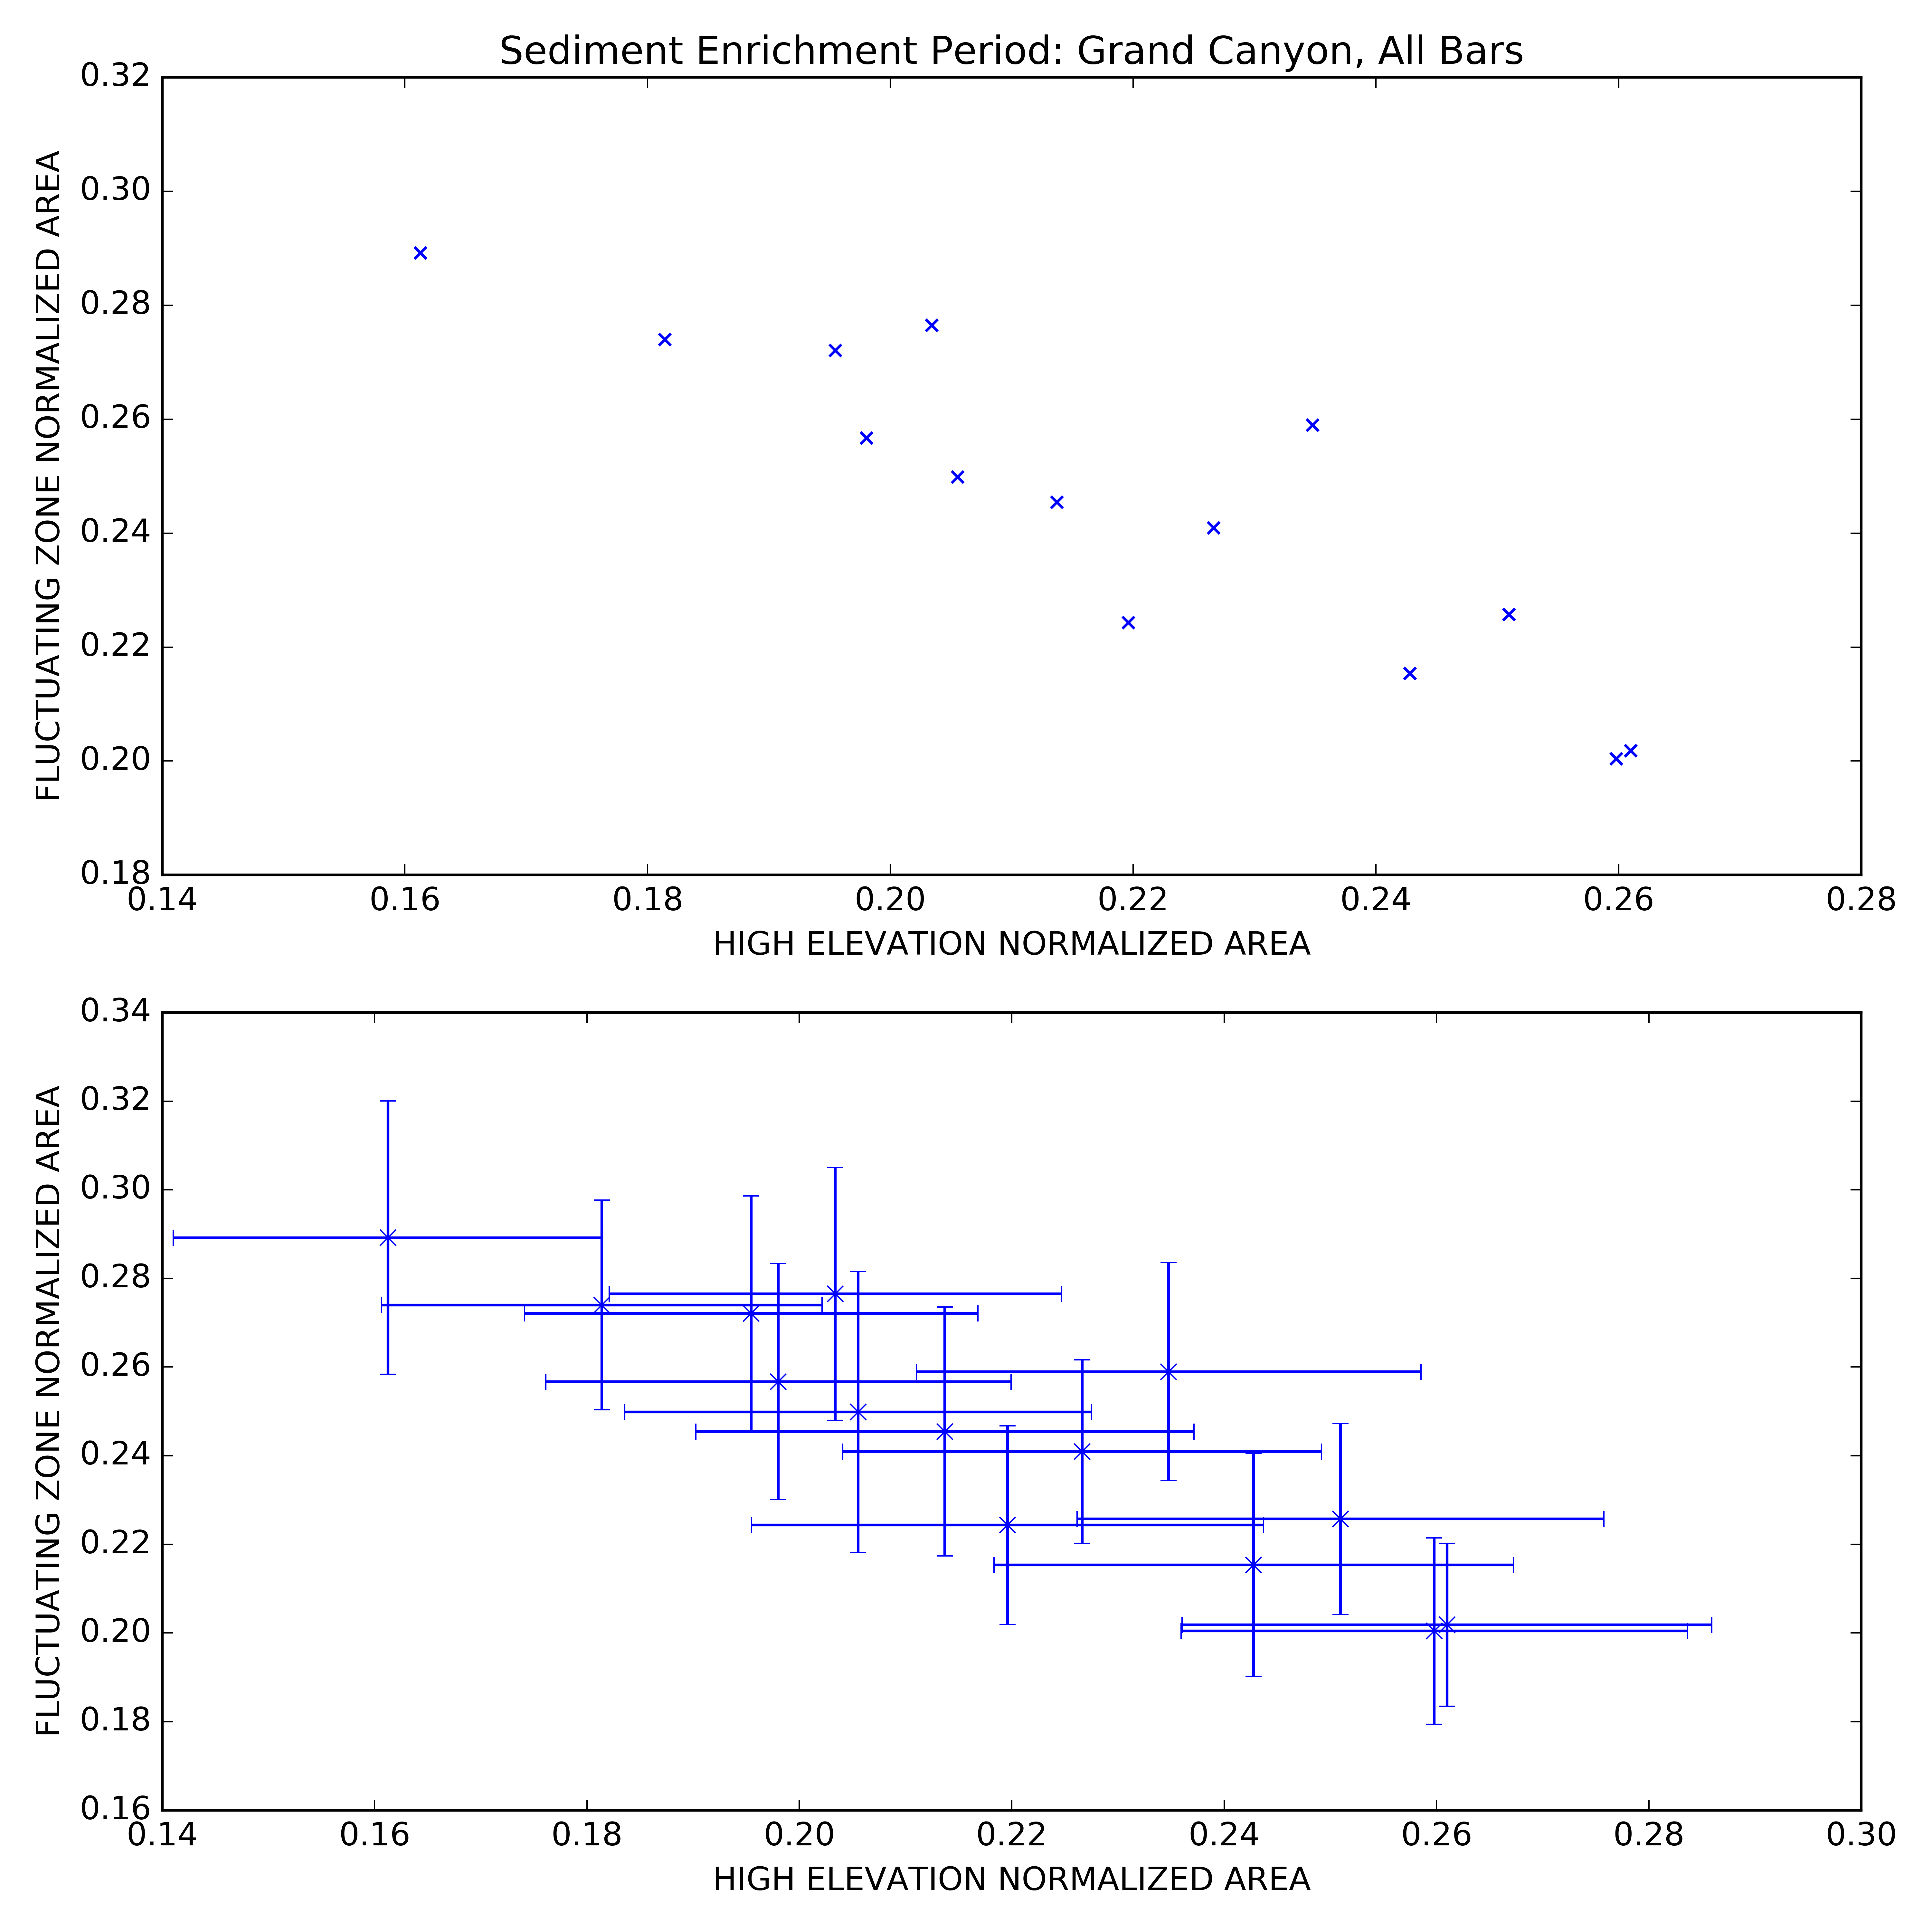 Sediment Enrichment Period: Grand Canyon, All Bars
0.32
0.30
0.28
0.26
0.24
0.22
0.20
0.18
FLUCTUATING ZONE NORMALIZED AREA
0.14 0.16 0.18 0.20 0.22 0.24 0.26 0.28
HIGH ELEVATION NORMALIZED AREA
0.34
0.32
0.30
0.28
0.26
0.24
0.22
0.20
0.18
0.16
FLUCTUATING ZONE NORMALIZED AREA
0.14 0.16 0.18 0.20 0.22 0.24 0.26 0.28 0.30
HIGH ELEVATION NORMALIZED AREA